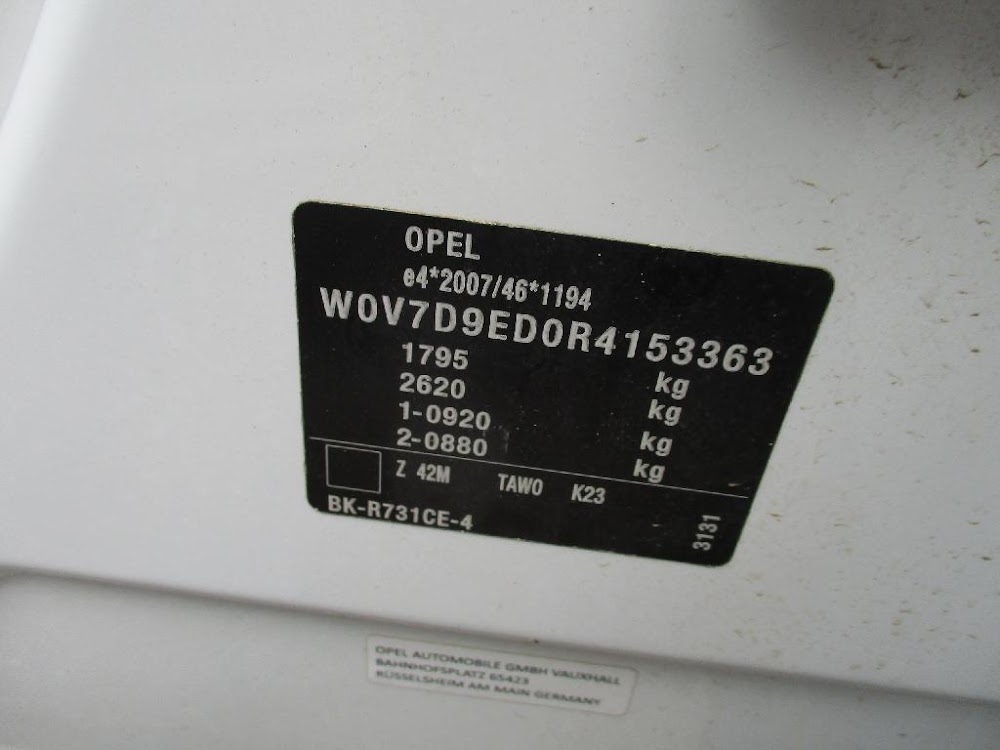 OPEL
e4*2007/46*1194
W0V7D9ED0R4153363
1795 kg
2620 kg
1-0920 kg
2-0880 kg
Z 42M TAWO K23
BK-R731CE-4
3131
OPEL AUTOMOBILE GMBH VAUXHALL
BAHNHOFSPLATZ 65423
RÜSSELSHEIM AM MAIN GERMANY